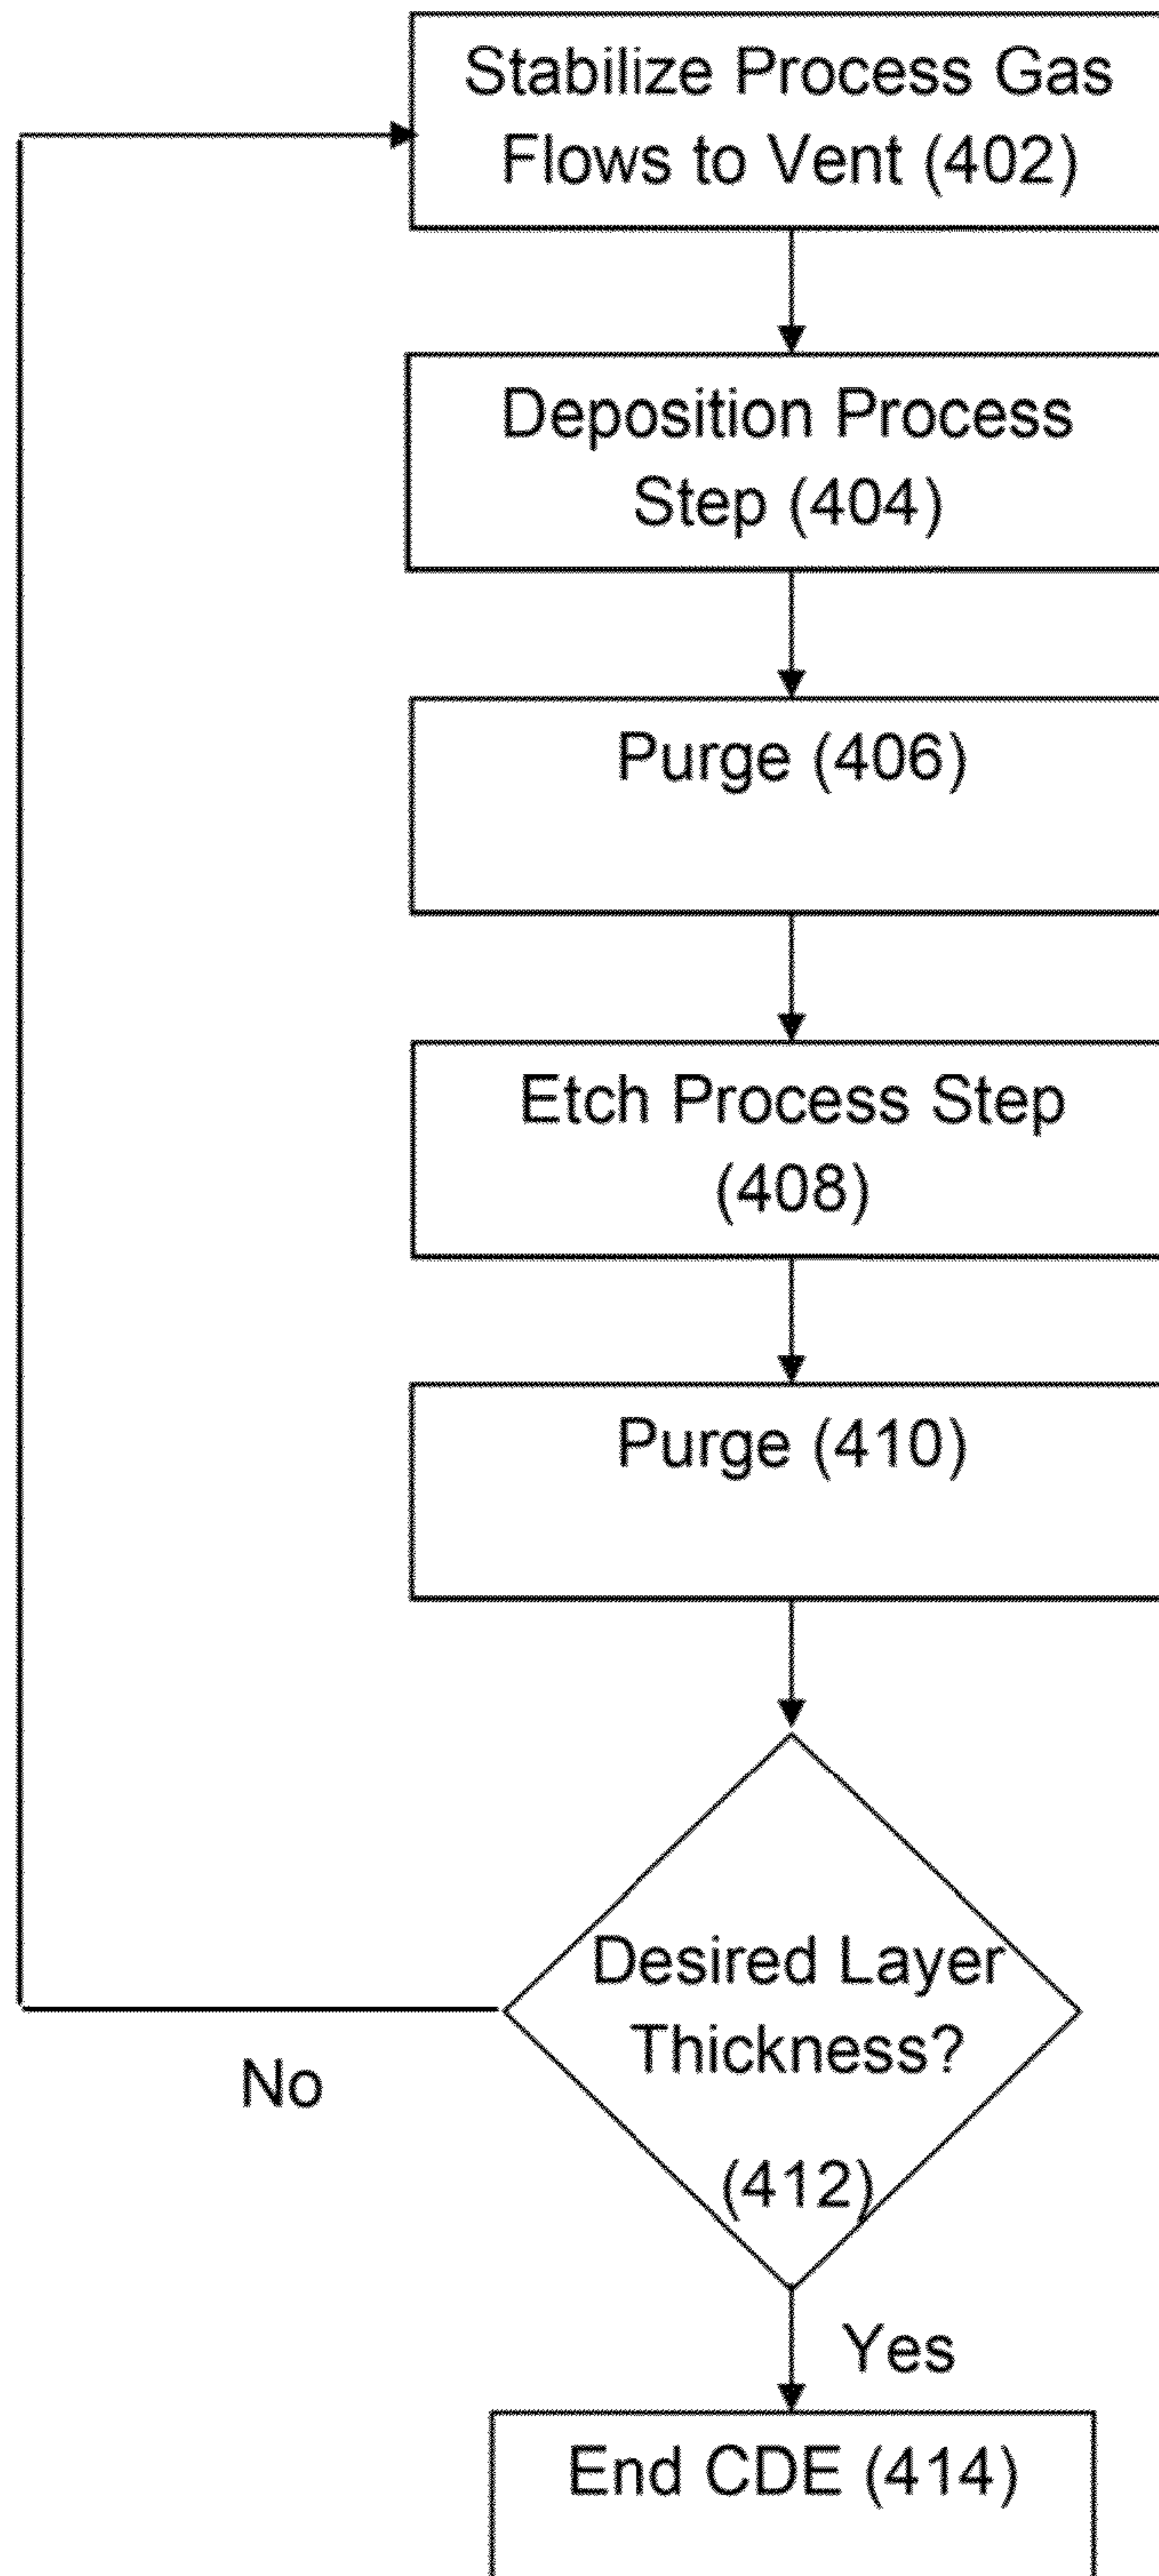 Stabilize Process Gas
Flows to Vent (402)
Deposition Process
Step (404)
Purge (406)
Etch Process Step
(408)
Purge (410)
Desired Layer
Thickness?
(412)
No
Yes
End CDE (414)